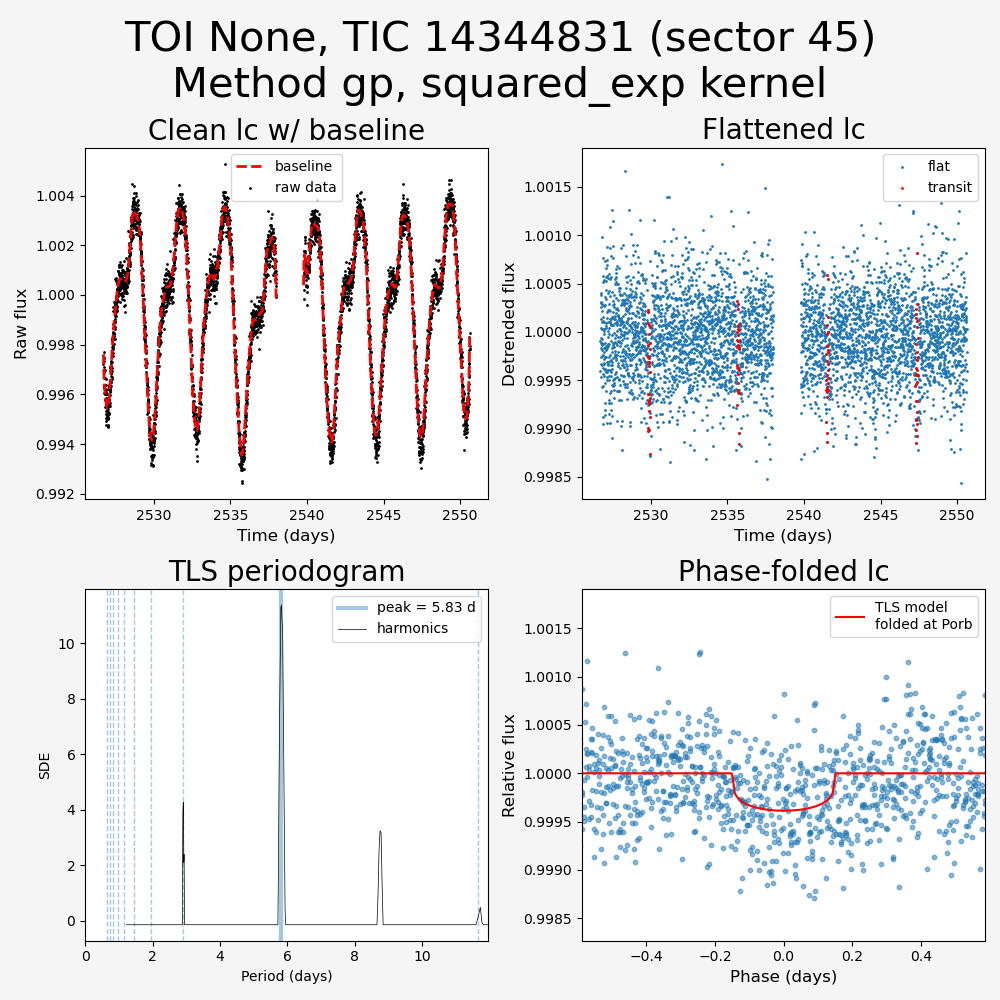 TOI None, TIC 14344831 (sector 45)
Method gp, squared_exp kernel
Clean lc w/ baseline
baseline
raw data
1.004
1.002
1.000
0.998
0.996
0.994
0.992
Raw flux
2530
2535
2540
2545
2550
Time (days)
Flattened lc
flat
transit
1.0015
1.0010
1.0005
1.0000
0.9995
0.9990
0.9985
Detrended flux
2530
2535
2540
2545
2550
Time (days)
TLS periodogram
peak = 5.83 d
harmonics
10
8
6
4
2
0
SDE
0
2
4
6
8
10
Period (days)
Phase-folded lc
TLS model
folded at Porb
1.0015
1.0010
1.0005
1.0000
0.9995
0.9990
0.9985
Relative flux
−0.4
−0.2
0.0
0.2
0.4
Phase (days)